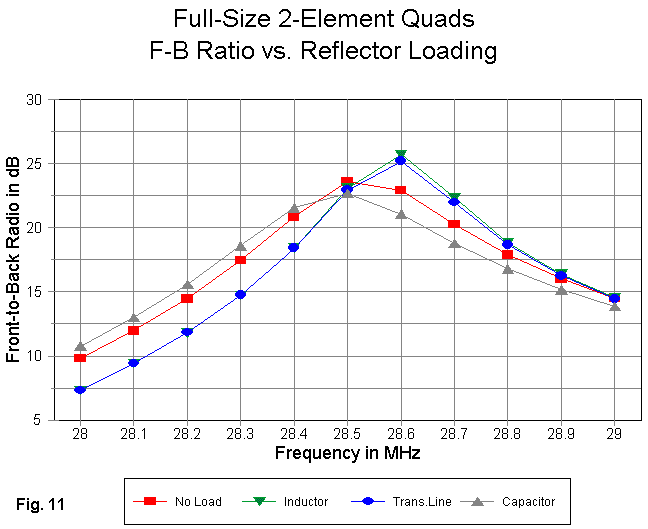 Full-Size 2-Element Quads
F-B Ratio vs. Reflector Loading
Front-to-Back Radio in dB
30
25
20
15
10
5
28 28.1 28.2 28.3 28.4 28.5 28.6 28.7 28.8 28.9 29
Frequency in MHz
Fig. 11
No Load Inductor Trans.Line Capacitor